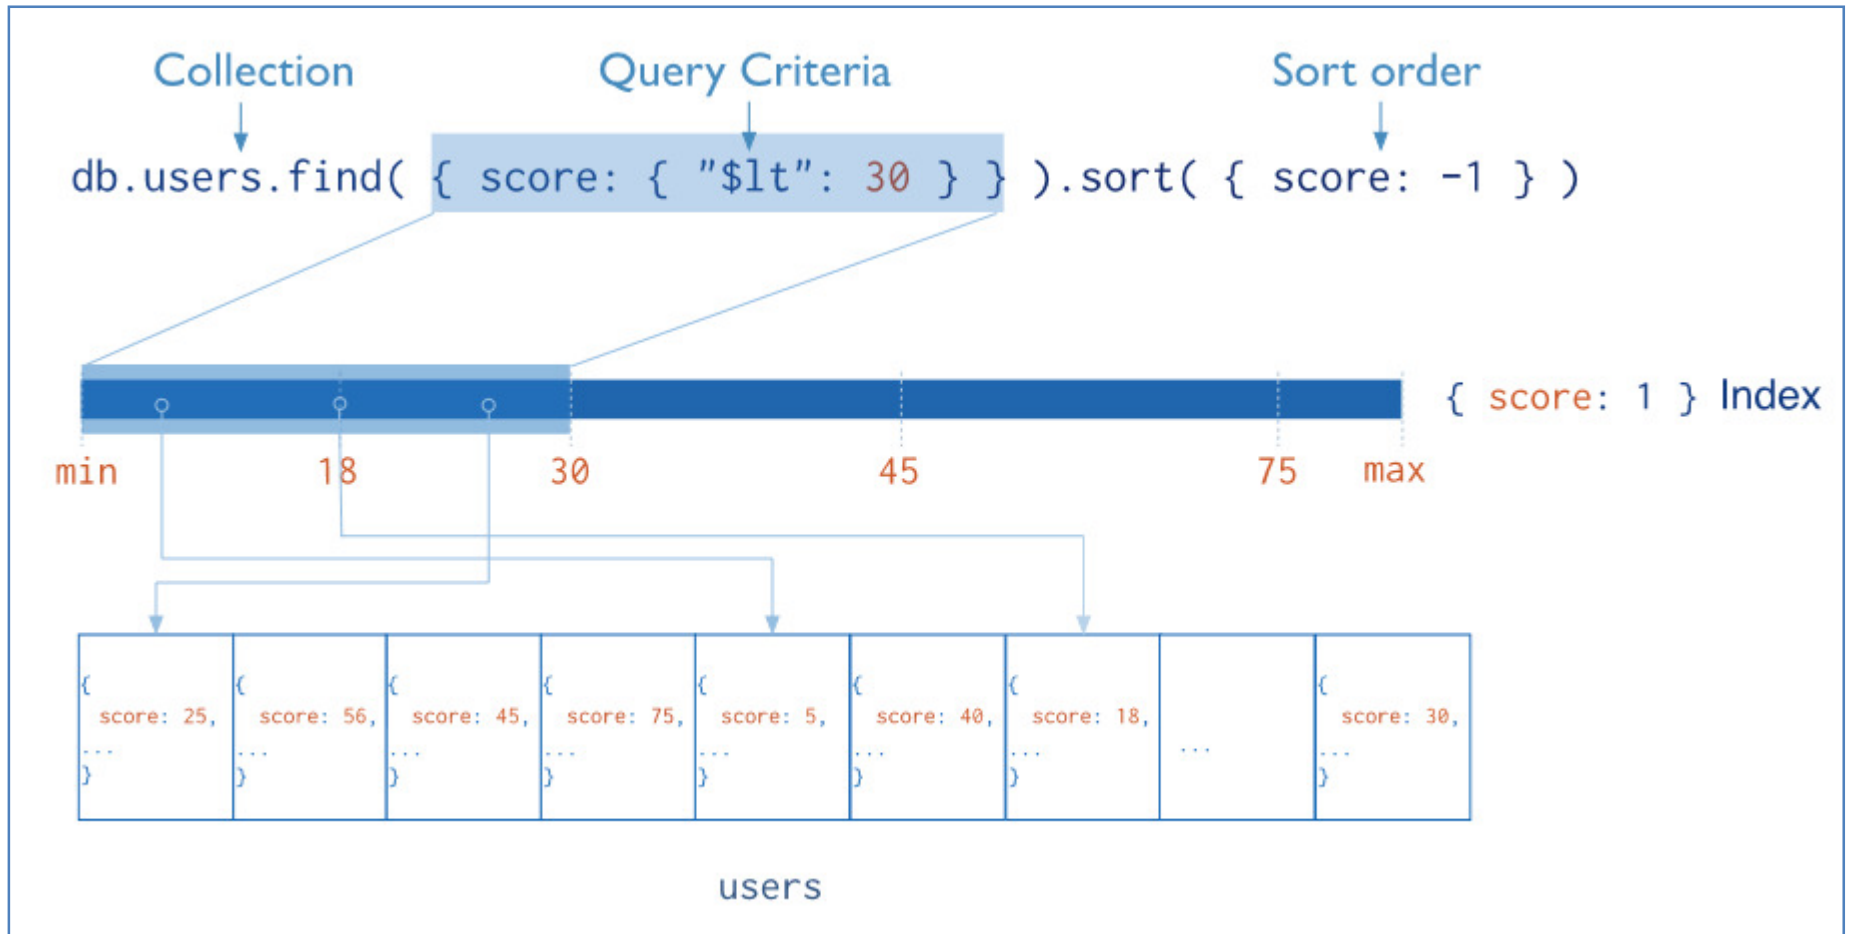 Collection Query Criteria Sort order
db.users.find( { score: { "$lt": 30 } } ).sort( { score: -1 } )
{ score: 1 } Index
min 18 30 45 75 max
{ { { { { { { {
score: 25, score: 56, score: 45, score: 75, score: 5, score: 40, score: 18, score: 30,
... ... ... ... ... ... ... ... ...
} } } } } } } }
users